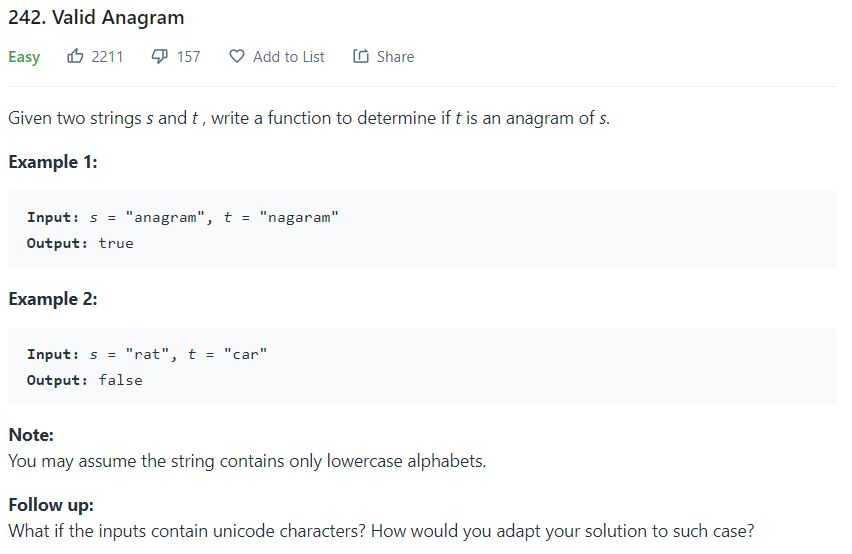 242. Valid Anagram
Easy 2211 157 Add to List Share
Given two strings s and t , write a function to determine if t is an anagram of s.
Example 1:
Input: s = "anagram", t = "nagaram"
Output: true
Example 2:
Input: s = "rat", t = "car"
Output: false
Note:
You may assume the string contains only lowercase alphabets.
Follow up:
What if the inputs contain unicode characters? How would you adapt your solution to such case?